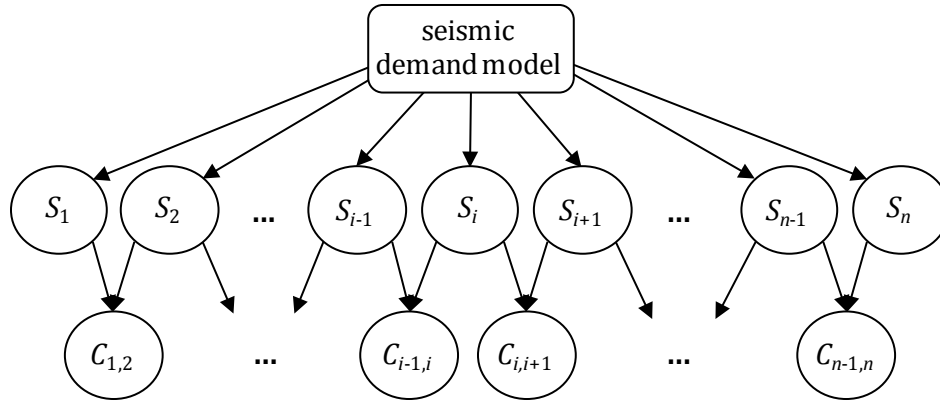 seismic
demand model
S₁ S₂ ... Sᵢ₋₁ Sᵢ Sᵢ₊₁ ... Sₙ₋₁ Sₙ
C₁,₂ ... Cᵢ₋₁,ᵢ Cᵢ,ᵢ₊₁ ... Cₙ₋₁,ₙ